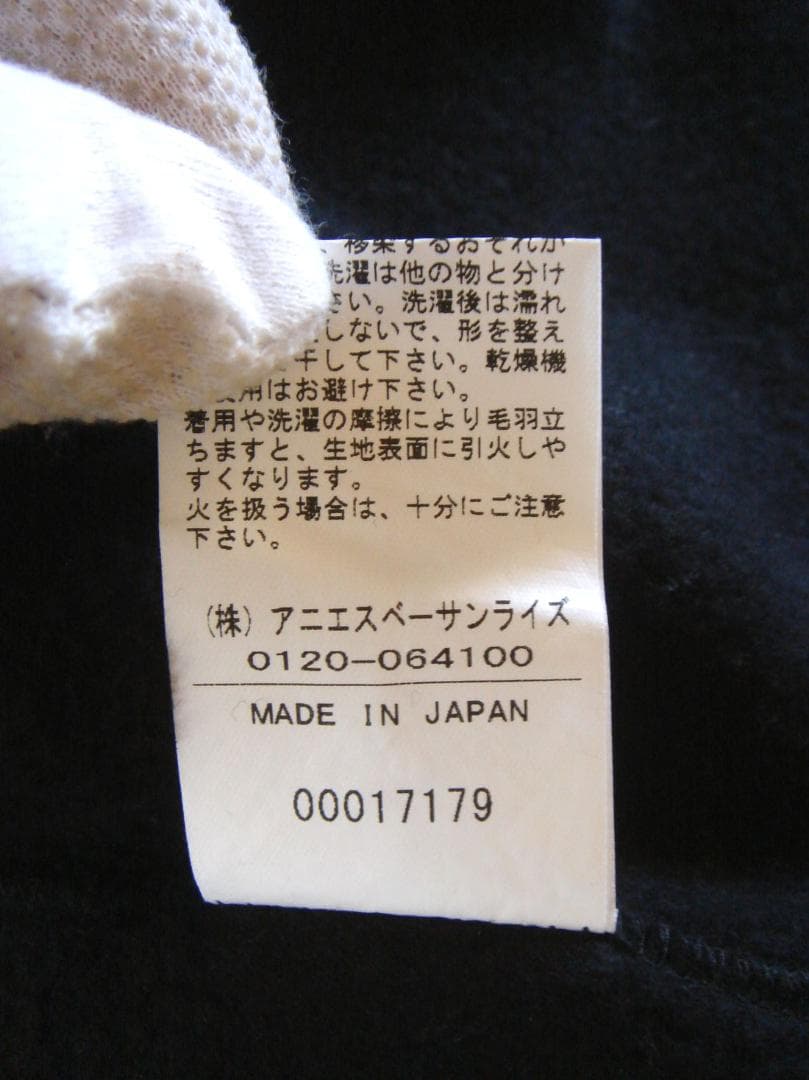 、移染するおそれが
洗濯は他の物と分け
さい。洗濯後は濡れ
しないで、形を整え
干して下さい。乾燥機
使用はお避け下さい。
着用や洗濯の摩擦により毛羽立
ちますと、生地表面に引火しや
すくなります。
火を扱う場合は、十分にご注意
下さい。
(株)アニエスベーサンライズ
0120-064100
MADE IN JAPAN
00017179